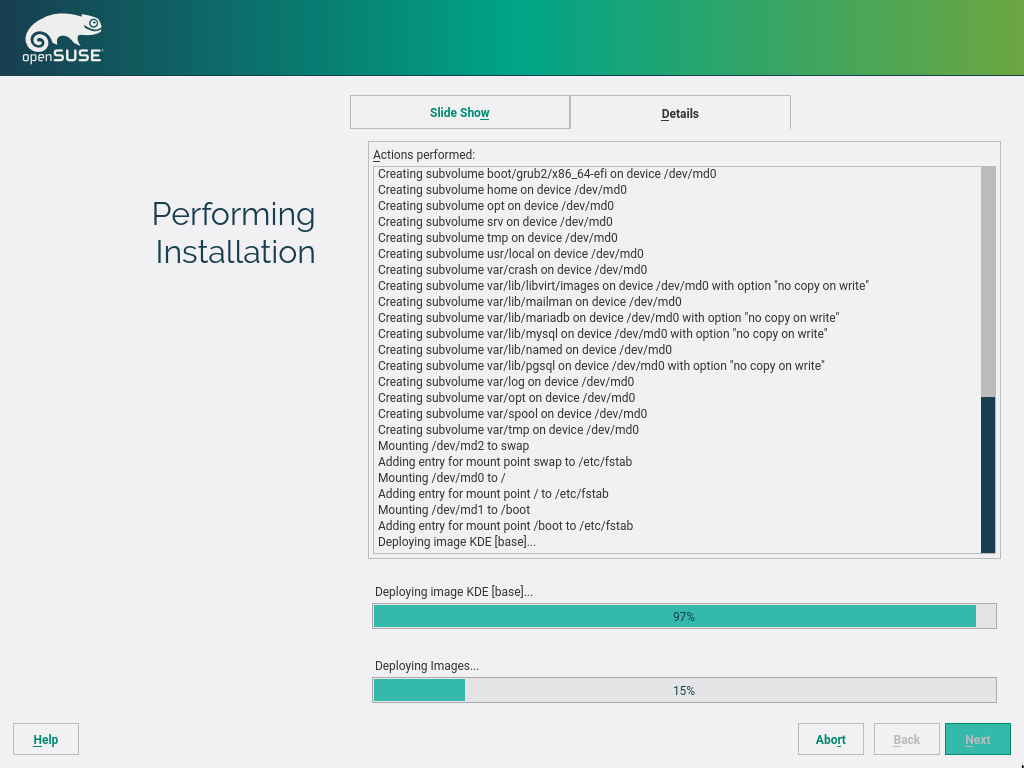 openSUSE
Slide Show
Details
Performing
Installation
Actions performed:
Creating subvolume boot/grub2/x86_64-efi on device /dev/md0
Creating subvolume home on device /dev/md0
Creating subvolume opt on device /dev/md0
Creating subvolume srv on device /dev/md0
Creating subvolume tmp on device /dev/md0
Creating subvolume usr/local on device /dev/md0
Creating subvolume var/crash on device /dev/md0
Creating subvolume var/lib/libvirt/images on device /dev/md0 with option "no copy on write"
Creating subvolume var/lib/mailman on device /dev/md0
Creating subvolume var/lib/mariadb on device /dev/md0 with option "no copy on write"
Creating subvolume var/lib/mysql on device /dev/md0 with option "no copy on write"
Creating subvolume var/lib/named on device /dev/md0
Creating subvolume var/lib/pgsql on device /dev/md0 with option "no copy on write"
Creating subvolume var/log on device /dev/md0
Creating subvolume var/opt on device /dev/md0
Creating subvolume var/spool on device /dev/md0
Creating subvolume var/tmp on device /dev/md0
Mounting /dev/md2 to swap
Adding entry for mount point swap to /etc/fstab
Mounting /dev/md0 to /
Adding entry for mount point / to /etc/fstab
Mounting /dev/md1 to /boot
Adding entry for mount point /boot to /etc/fstab
Deploying image KDE [base]...
Deploying image KDE [base]...
97%
Deploying Images...
15%
Help
Abort
Back
Next